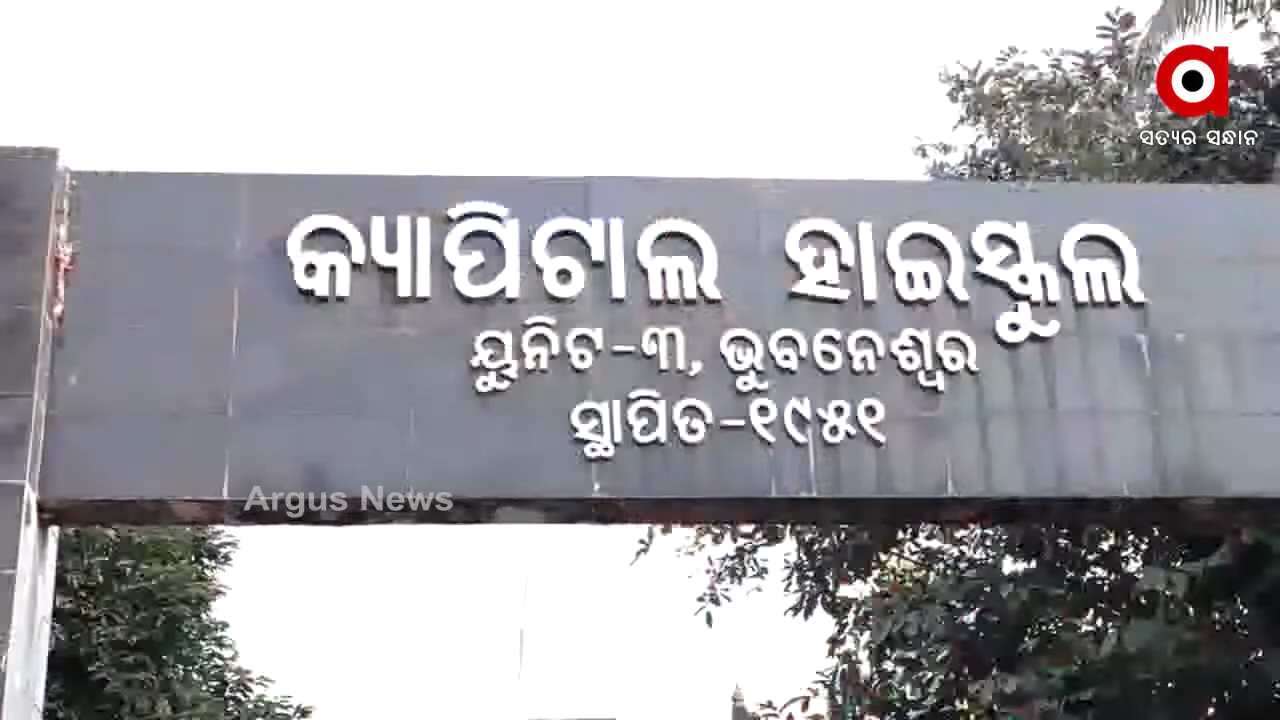 ସତ୍ୟର ସନ୍ଧାନ
କ୍ୟାପିଟାଲ ହାଇସ୍କୁଲ
ୟୁନିଟ-୩, ଭୁବନେଶ୍ୱର
ସ୍ଥାପିତ-୧୯୫୧
Argus News